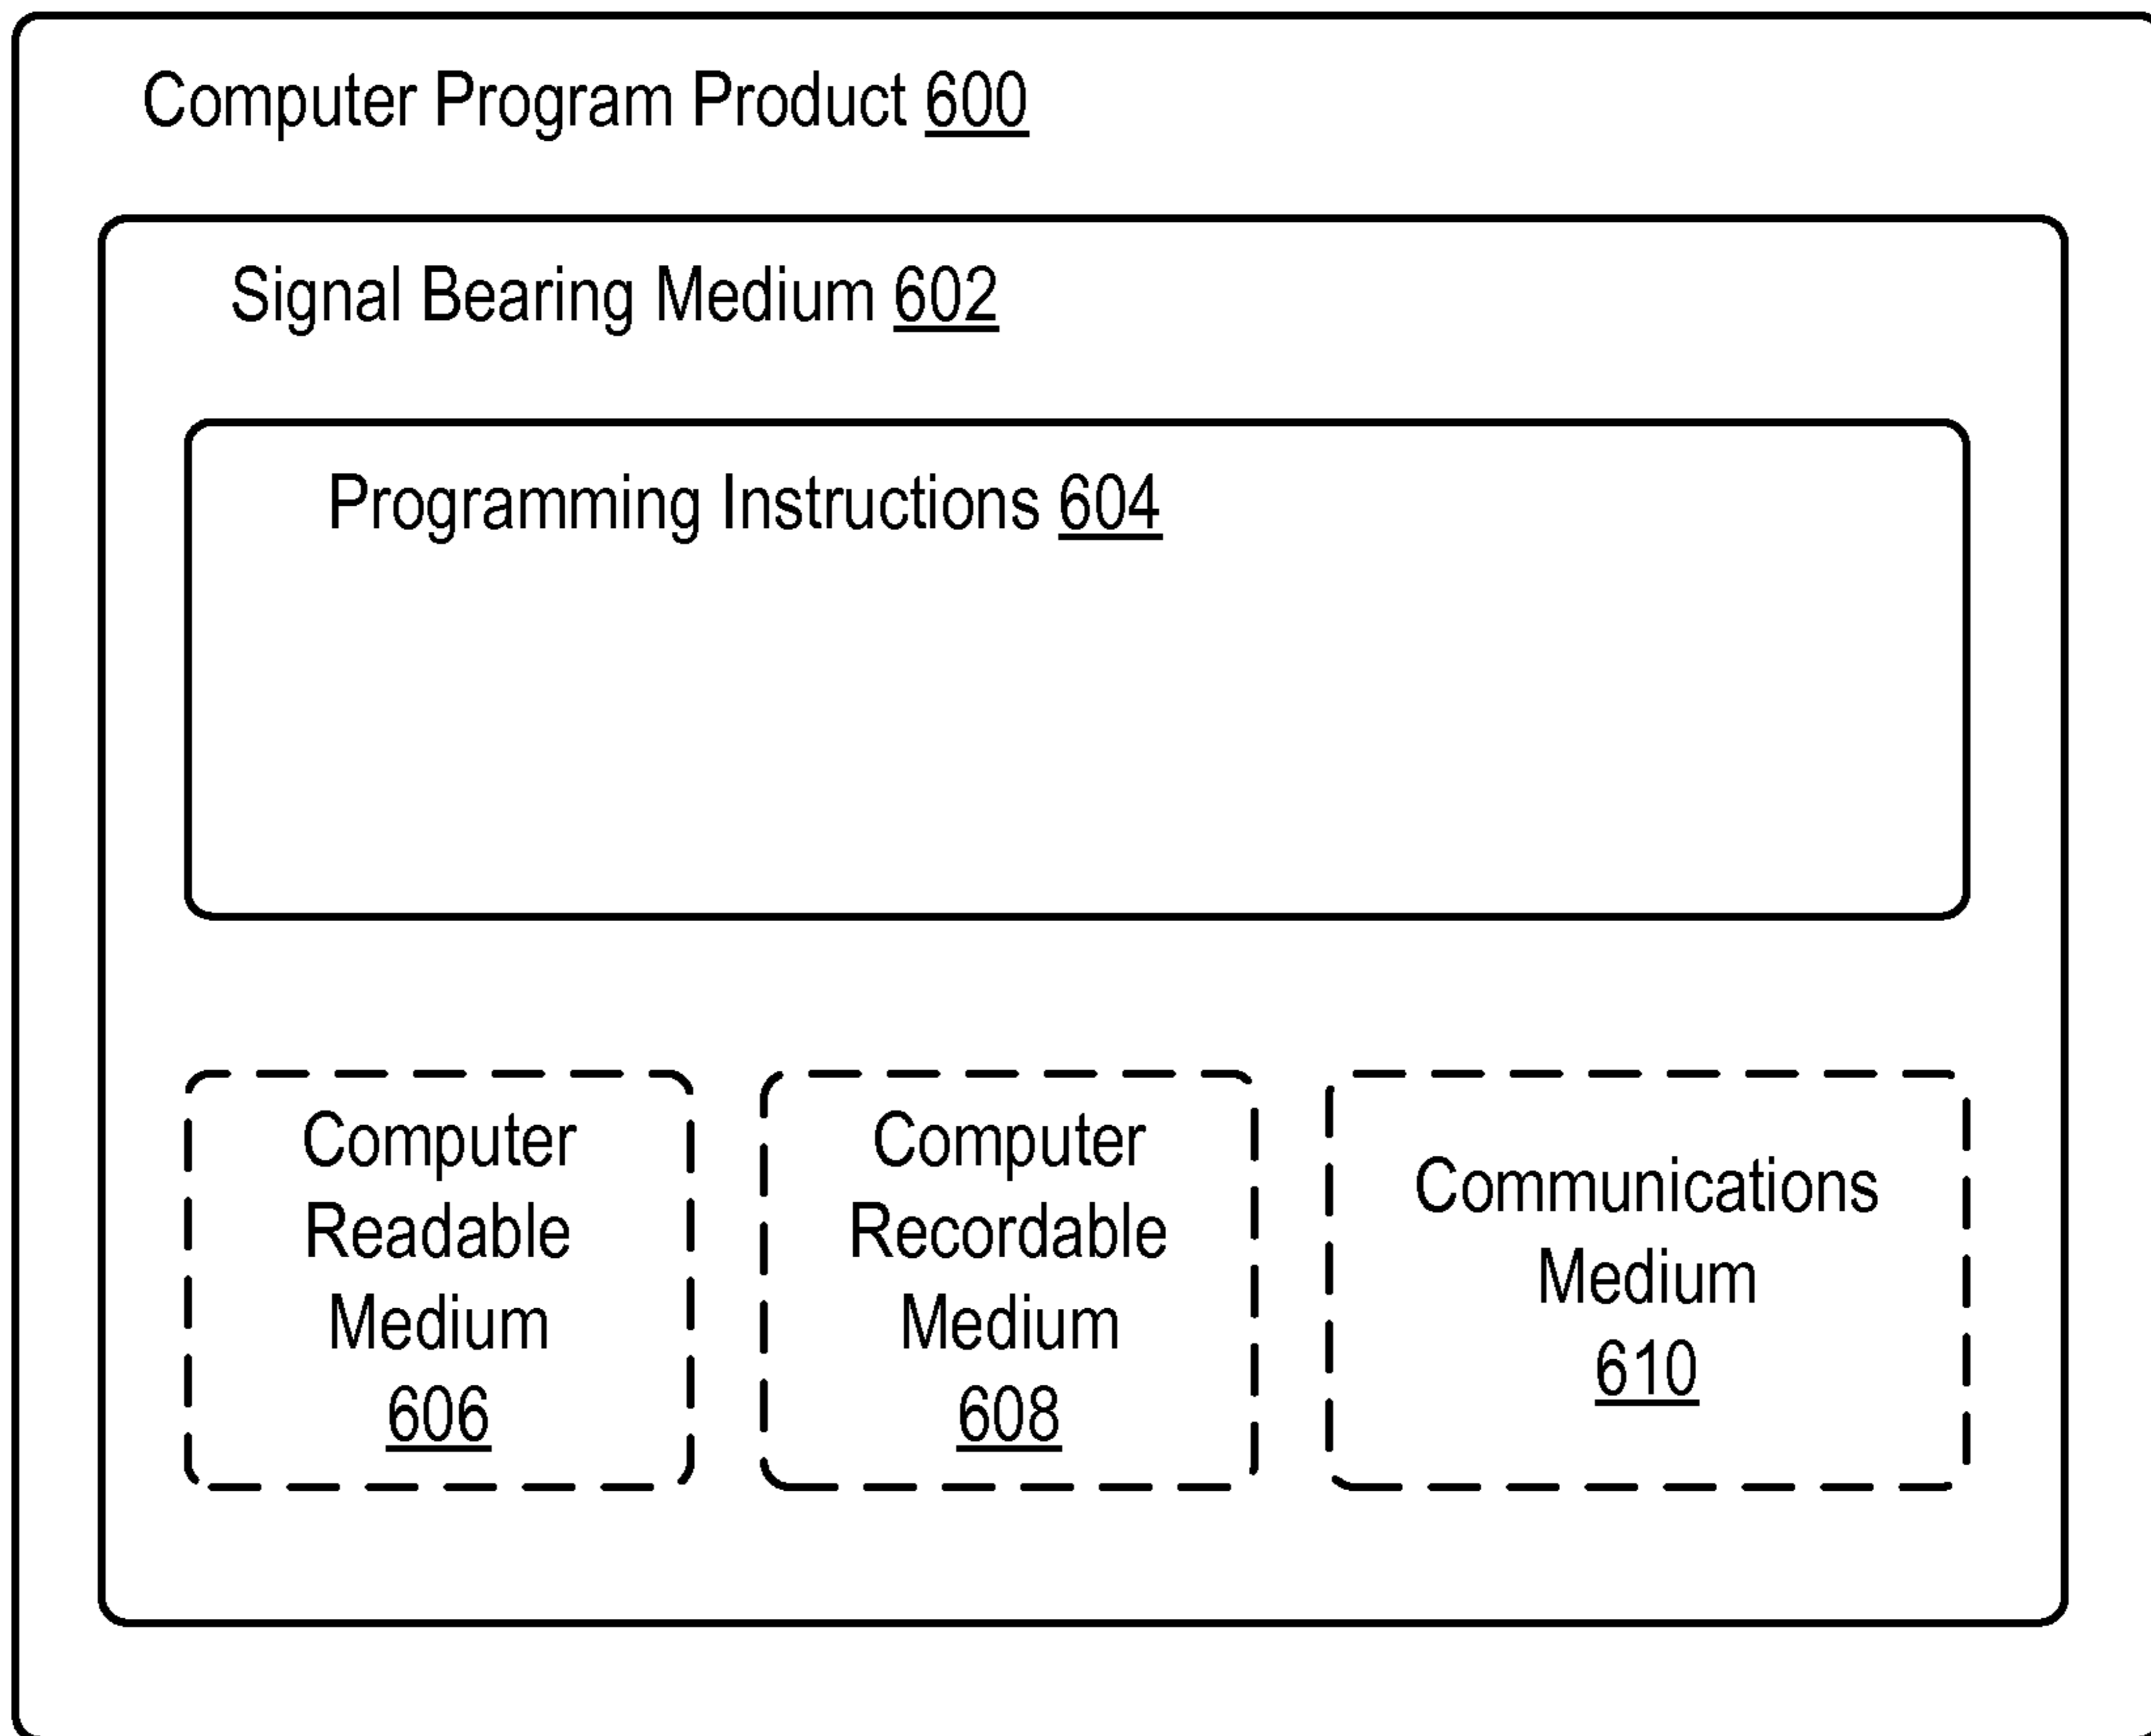 Computer Program Product 600
Signal Bearing Medium 602
Programming Instructions 604
Computer
Readable
Medium
606
Computer
Recordable
Medium
608
Communications
Medium
610